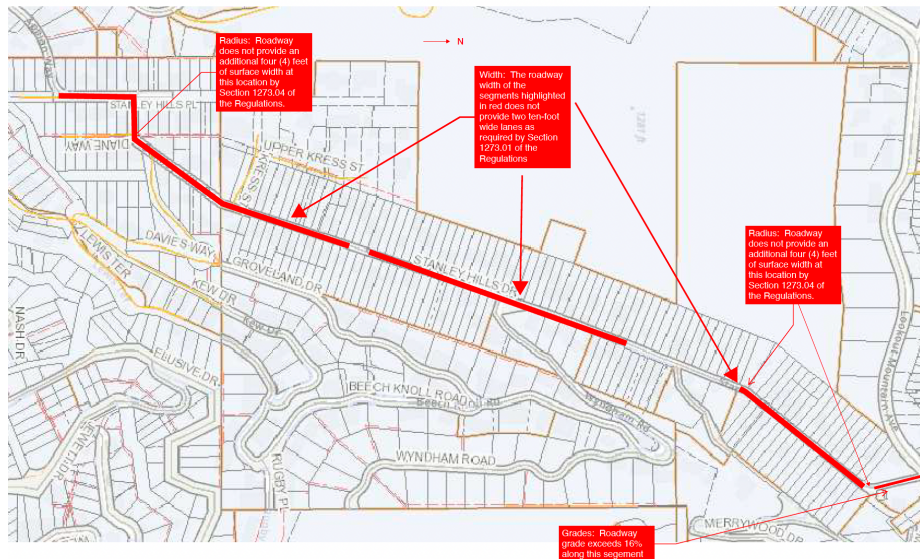 Radius: Roadway
does not provide an
additional four (4) feet
of surface width at
this location by
Section 1273.04 of
the Regulations.
N
Width: The roadway
width of the
segments highlighted
in red does not
provide two ten-foot
wide lanes as
required by Section
1273.01 of the
Regulations
STANLEY HILLS PL
DIANE WAY
UPPER KRESS ST
KRESS ST
1281 ft
Radius: Roadway
does not provide an
additional four (4) feet
of surface width at
this location by
Section 1273.04 of
the Regulations.
LEWISTER
DAVIES WAY
KEW DR
GROVELAND DR
STANLEY HILLS DR
Kew Dr
NASH DR
ELUSIVE DR
BEECH KNOLL ROAD
Wyndham Rd
Lookout Mountain
WYNDHAM ROAD
RUGBY PL
MERRYWOOD DR
Grades: Roadway
grade exceeds 16%
along this segement